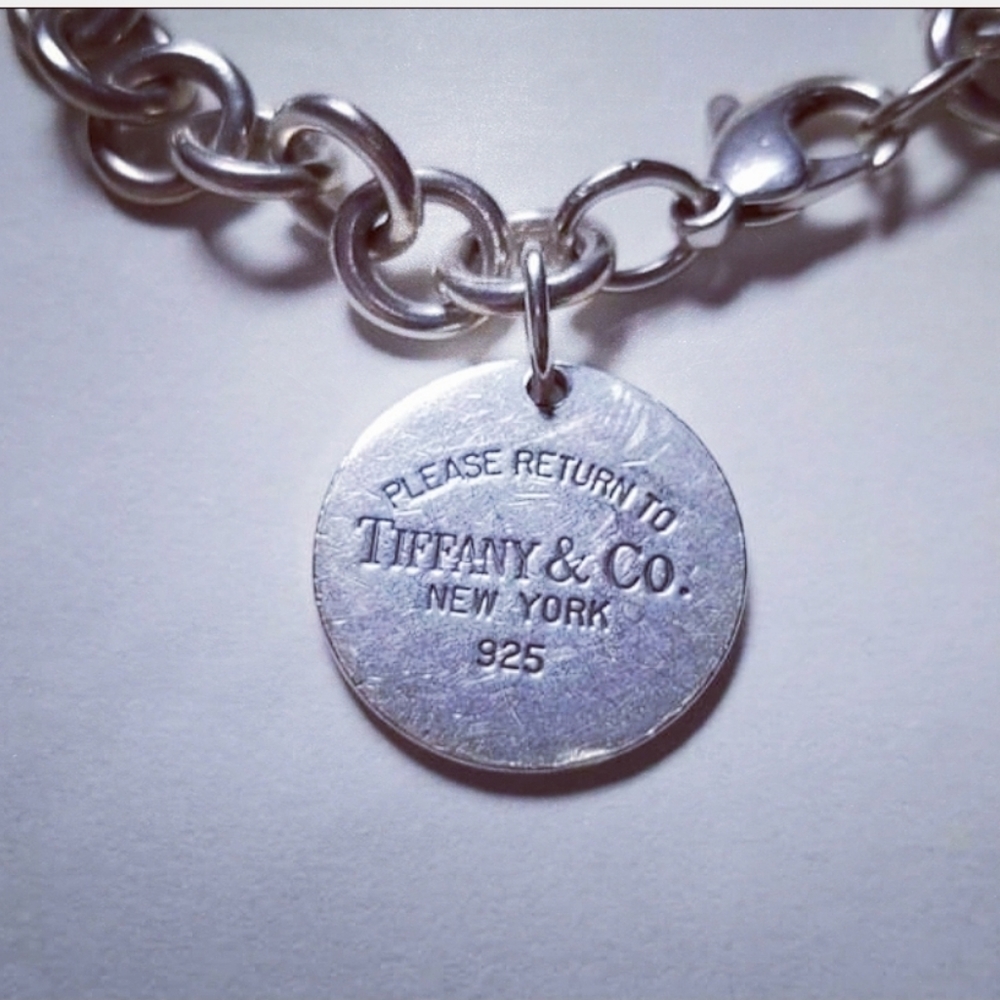 PLEASE RETURN TO
TIFFANY & CO.
NEW YORK
925